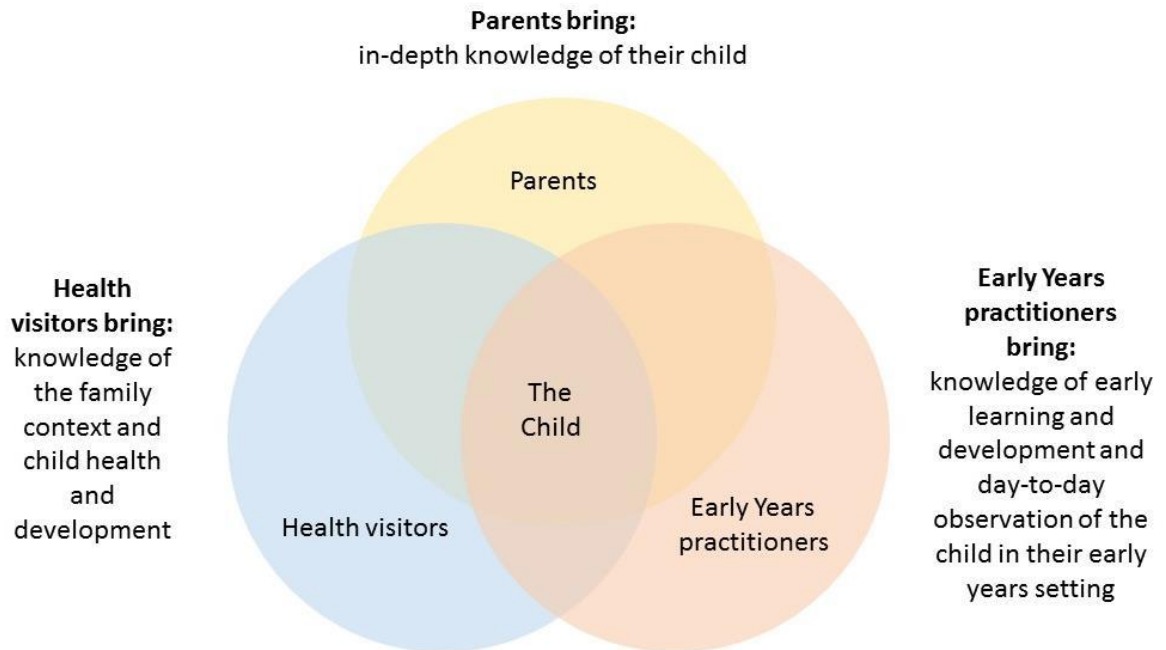 Parents bring:
in-depth knowledge of their child
Parents
Health
visitors bring:
knowledge of
the family
context and
child health
and
development
The
Child
Health visitors
Early Years
practitioners
Early Years
practitioners
bring:
knowledge of early
learning and
development and
day-to-day
observation of the
child in their early
years setting